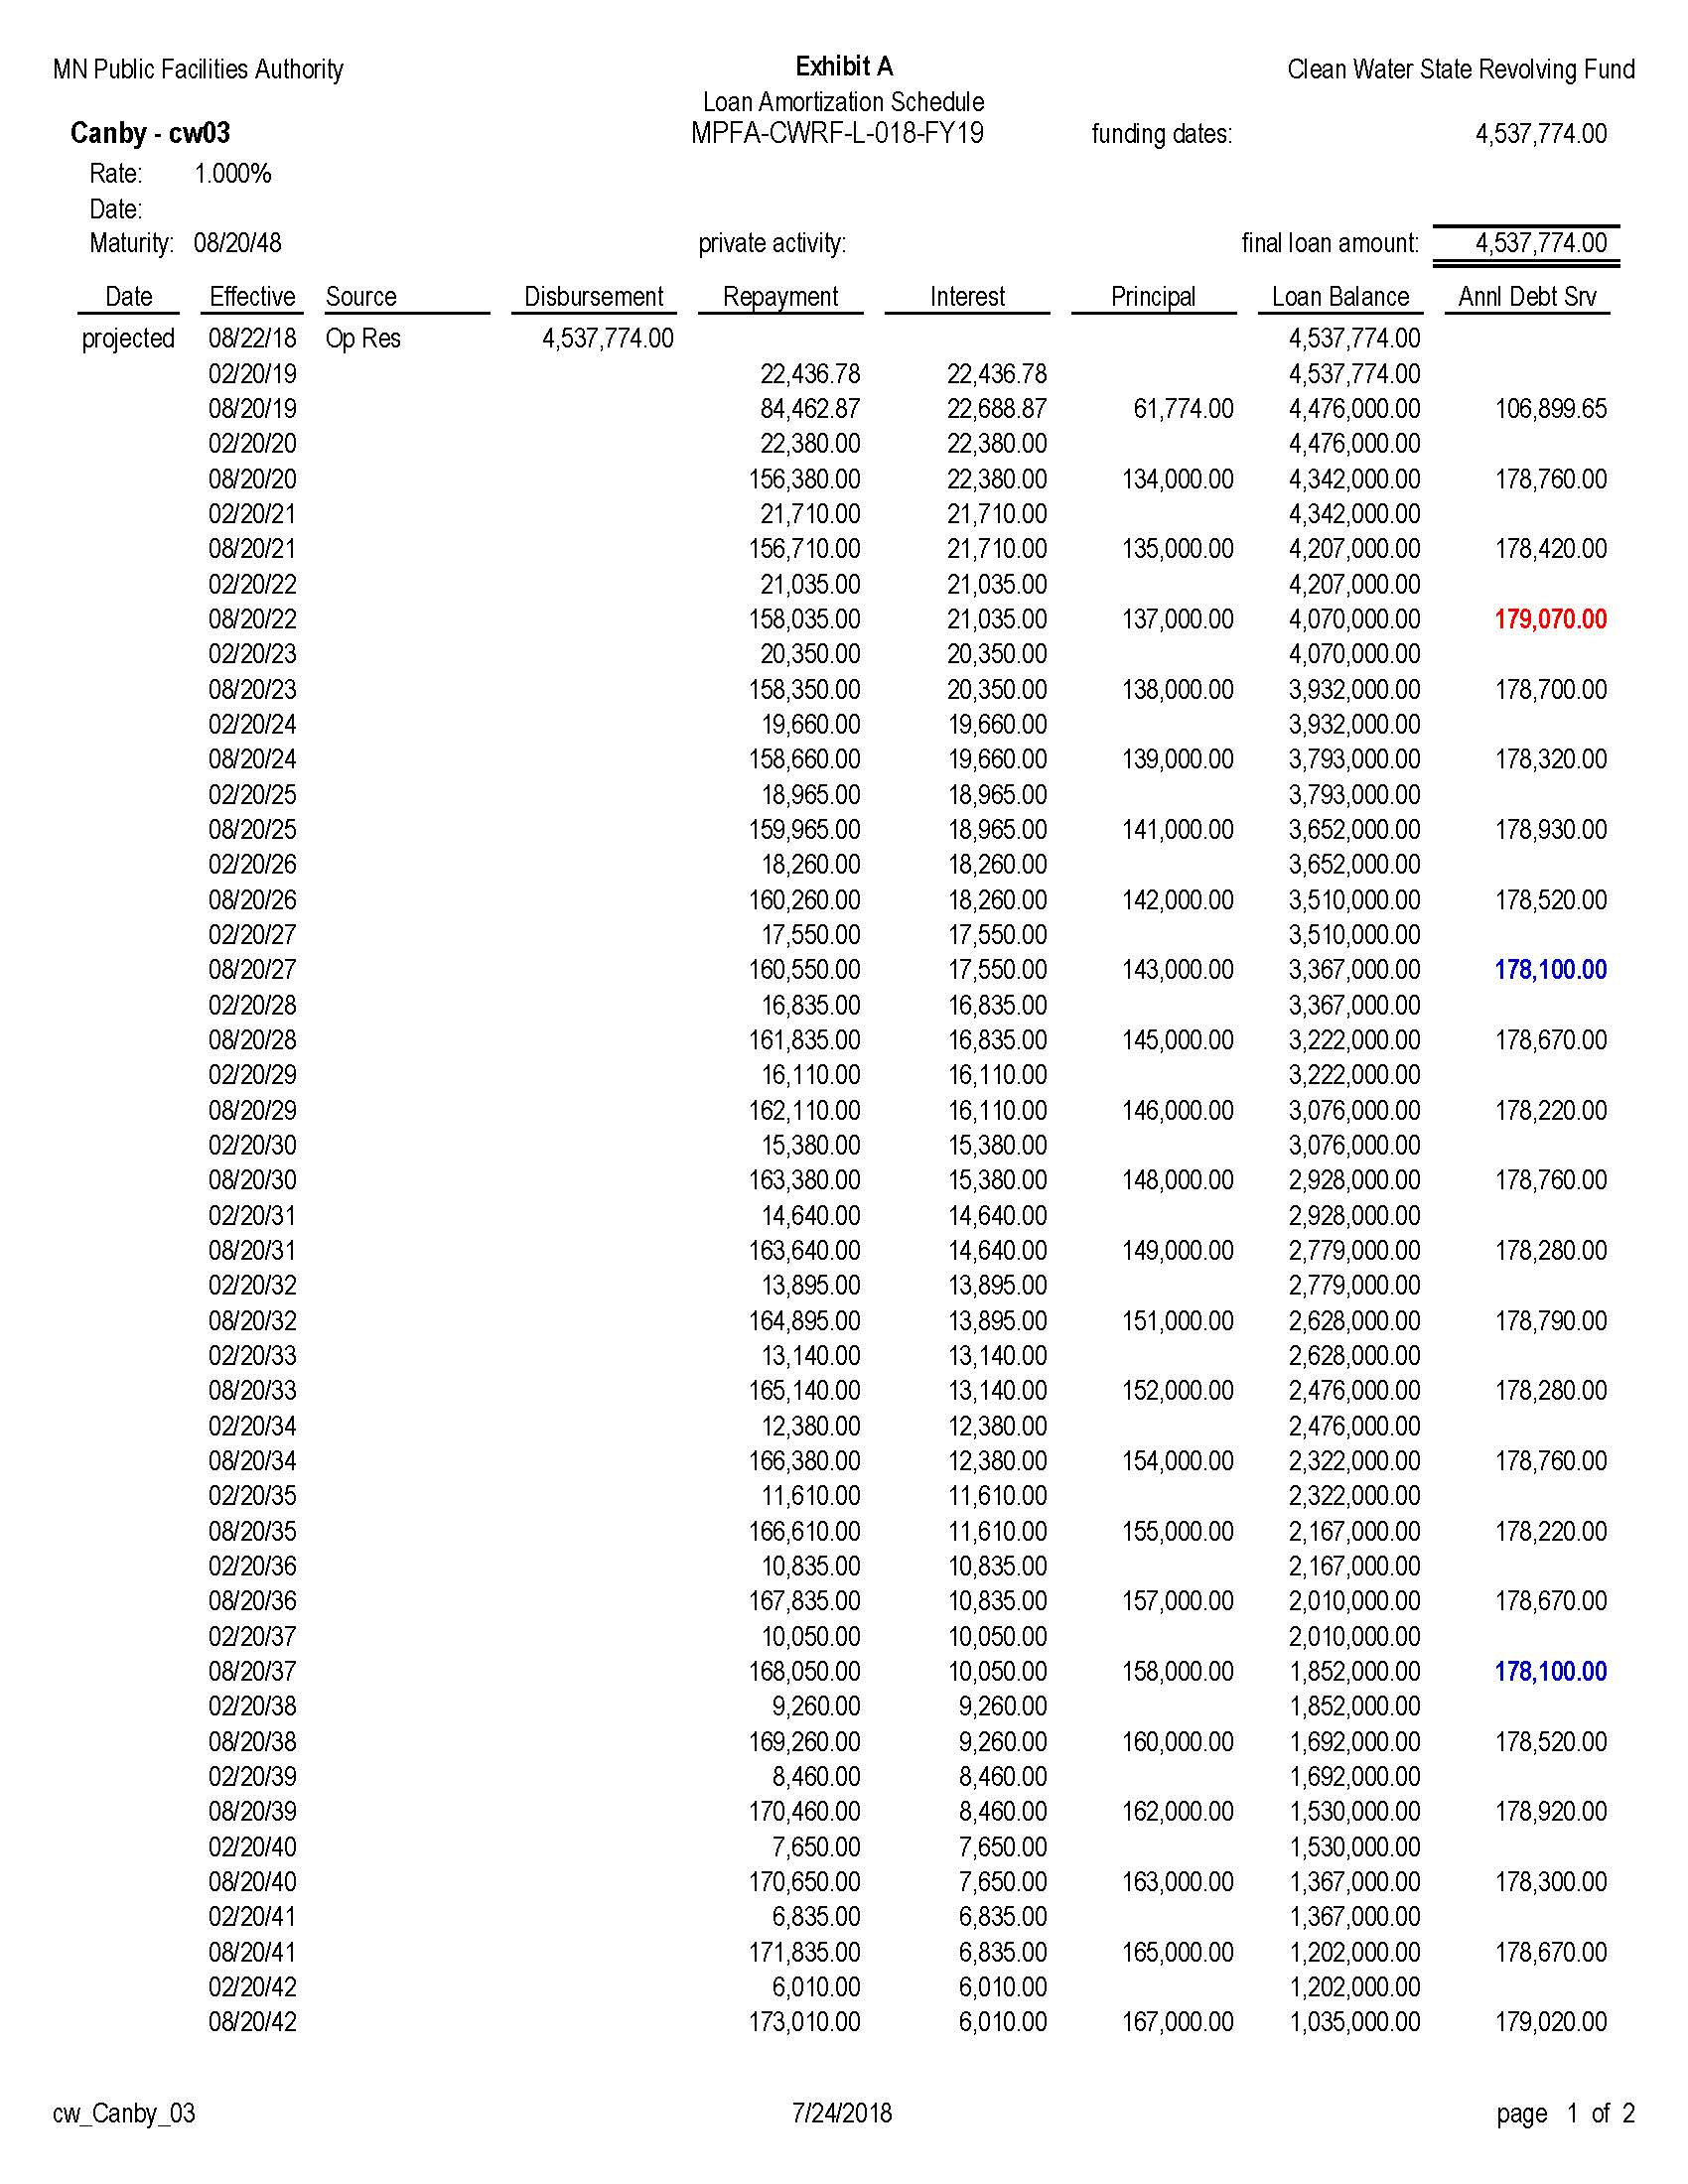 MN Public Facilities Authority Exhibit A Clean Water State Revolving Fund
Loan Amortization Schedule
Canby - cw03 MPFA-CWRF-L-018-FY19 funding dates: 4,537,774.00
Rate: 1.000%
Date:
Maturity: 08/20/48 private activity: final loan amount: 4,537,774.00
Date Effective Source Disbursement Repayment Interest Principal Loan Balance Annl Debt Srv
projected 08/22/18 Op Res 4,537,774.00 4,537,774.00
02/20/19 22,436.78 22,436.78 4,537,774.00
08/20/19 84,462.87 22,688.87 61,774.00 4,476,000.00 106,899.65
02/20/20 22,380.00 22,380.00 4,476,000.00
08/20/20 156,380.00 22,380.00 134,000.00 4,342,000.00 178,760.00
02/20/21 21,710.00 21,710.00 4,342,000.00
08/20/21 156,710.00 21,710.00 135,000.00 4,207,000.00 178,420.00
02/20/22 21,035.00 21,035.00 4,207,000.00
08/20/22 158,035.00 21,035.00 137,000.00 4,070,000.00 179,070.00
02/20/23 20,350.00 20,350.00 4,070,000.00
08/20/23 158,350.00 20,350.00 138,000.00 3,932,000.00 178,700.00
02/20/24 19,660.00 19,660.00 3,932,000.00
08/20/24 158,660.00 19,660.00 139,000.00 3,793,000.00 178,320.00
02/20/25 18,965.00 18,965.00 3,793,000.00
08/20/25 159,965.00 18,965.00 141,000.00 3,652,000.00 178,930.00
02/20/26 18,260.00 18,260.00 3,652,000.00
08/20/26 160,260.00 18,260.00 142,000.00 3,510,000.00 178,520.00
02/20/27 17,550.00 17,550.00 3,510,000.00
08/20/27 160,550.00 17,550.00 143,000.00 3,367,000.00 178,100.00
02/20/28 16,835.00 16,835.00 3,367,000.00
08/20/28 161,835.00 16,835.00 145,000.00 3,222,000.00 178,670.00
02/20/29 16,110.00 16,110.00 3,222,000.00
08/20/29 162,110.00 16,110.00 146,000.00 3,076,000.00 178,220.00
02/20/30 15,380.00 15,380.00 3,076,000.00
08/20/30 163,380.00 15,380.00 148,000.00 2,928,000.00 178,760.00
02/20/31 14,640.00 14,640.00 2,928,000.00
08/20/31 163,640.00 14,640.00 149,000.00 2,779,000.00 178,280.00
02/20/32 13,895.00 13,895.00 2,779,000.00
08/20/32 164,895.00 13,895.00 151,000.00 2,628,000.00 178,790.00
02/20/33 13,140.00 13,140.00 2,628,000.00
08/20/33 165,140.00 13,140.00 152,000.00 2,476,000.00 178,280.00
02/20/34 12,380.00 12,380.00 2,476,000.00
08/20/34 166,380.00 12,380.00 154,000.00 2,322,000.00 178,760.00
02/20/35 11,610.00 11,610.00 2,322,000.00
08/20/35 166,610.00 11,610.00 155,000.00 2,167,000.00 178,220.00
02/20/36 10,835.00 10,835.00 2,167,000.00
08/20/36 167,835.00 10,835.00 157,000.00 2,010,000.00 178,670.00
02/20/37 10,050.00 10,050.00 2,010,000.00
08/20/37 168,050.00 10,050.00 158,000.00 1,852,000.00 178,100.00
02/20/38 9,260.00 9,260.00 1,852,000.00
08/20/38 169,260.00 9,260.00 160,000.00 1,692,000.00 178,520.00
02/20/39 8,460.00 8,460.00 1,692,000.00
08/20/39 170,460.00 8,460.00 162,000.00 1,530,000.00 178,920.00
02/20/40 7,650.00 7,650.00 1,530,000.00
08/20/40 170,650.00 7,650.00 163,000.00 1,367,000.00 178,300.00
02/20/41 6,835.00 6,835.00 1,367,000.00
08/20/41 171,835.00 6,835.00 165,000.00 1,202,000.00 178,670.00
02/20/42 6,010.00 6,010.00 1,202,000.00
08/20/42 173,010.00 6,010.00 167,000.00 1,035,000.00 179,020.00
cw_Canby_03 7/24/2018 page 1 of 2